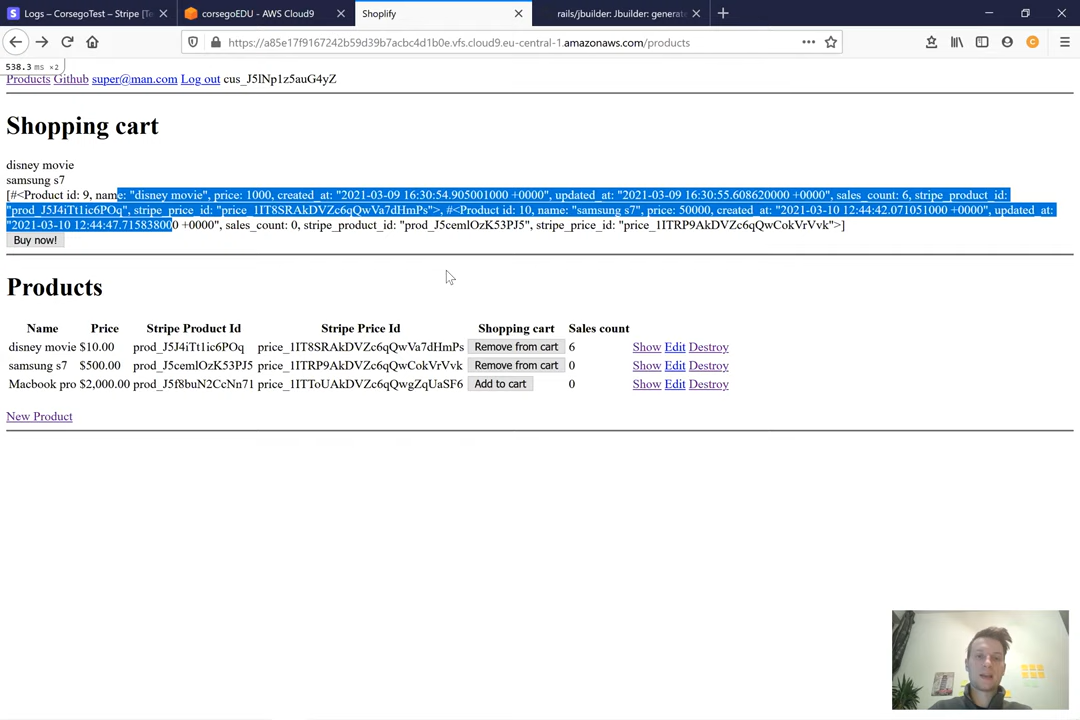 Logs – CorsegoTest – Stripe [Te
corsegoEDU - AWS Cloud9
Shoplify
rails/jbuilder: Jbuilder: generate
https://a85e17f9167242b59d39b7acbc4d1b0e.vfs.cloud9.eu-central-1.amazonaws.com/products
538.3 ms ×2
Products Github super@man.com Log out cus_J5lNp1z5auG4yZ
Shopping cart
disney movie
samsung s7
[#<Product id: 9, name: "disney movie", price: 1000, created_at: "2021-03-09 16:30:54.905001000 +0000", updated_at: "2021-03-09 16:30:55.608620000 +0000", sales_count: 6, stripe_product_id:
"prod_J5J4iTt1ic6POq", stripe_price_id: "price_1IT8SRAkDVZc6qQwVa7dHmPs">, #<Product id: 10, name: "samsung s7", price: 50000, created_at: "2021-03-10 12:44:42.071051000 +0000", updated_at:
"2021-03-10 12:44:47.715838000 +0000", sales_count: 0, stripe_product_id: "prod_J5cemlOzK53PJ5", stripe_price_id: "price_1ITRP9AkDVZc6qQwCokVrVvk">]
Buy now!
Products
Name Price Stripe Product Id Stripe Price Id Shopping cart Sales count
disney movie $10.00 prod_J5J4iTt1ic6POq price_1IT8SRAkDVZc6qQwVa7dHmPs Remove from cart 6 Show Edit Destroy
samsung s7 $500.00 prod_J5cemlOzK53PJ5 price_1ITRP9AkDVZc6qQwCokVrVvk Remove from cart 0 Show Edit Destroy
Macbook pro $2,000.00 prod_J5f8buN2CcNn71 price_1ITToUAkDVZc6qQwgZqUaSF6 Add to cart 0 Show Edit Destroy
New Product